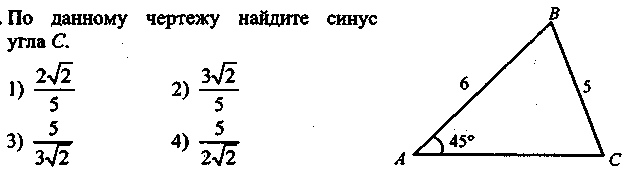 . По данному чертежу найдите синус
угла C.
1) 2√2/5 2) 3√2/5
3) 5/3√2 4) 5/2√2
B
6 5
45°
A C